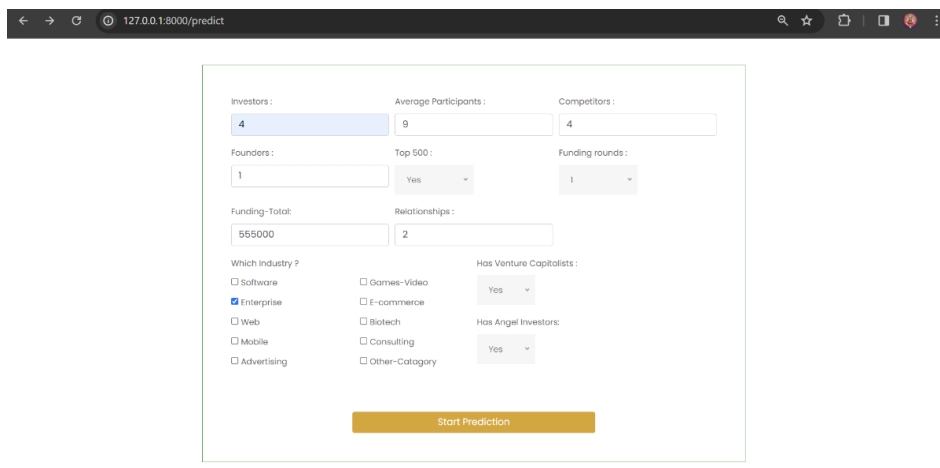 127.0.0.1:8000/predict
Investors : Average Participants : Competitors :
4 9 4
Founders : Top 500 : Funding rounds :
1 Yes 1
Funding-Total: Relationships :
555000 2
Which Industry ? Has Venture Capitalists :
Software Games-Video Yes
Enterprise E-commerce
Web Biotech Has Angel Investors:
Mobile Consulting Yes
Advertising Other-Catagory
Start Prediction